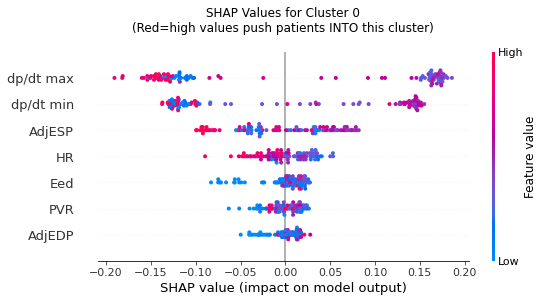 SHAP Values for Cluster 0
(Red=high values push patients INTO this cluster)
High
dp/dt max
dp/dt min
AdjESP
HR
Eed
PVR
AdjEDP
Feature value
Low
−0.20 −0.15 −0.10 −0.05 0.00 0.05 0.10 0.15 0.20
SHAP value (impact on model output)